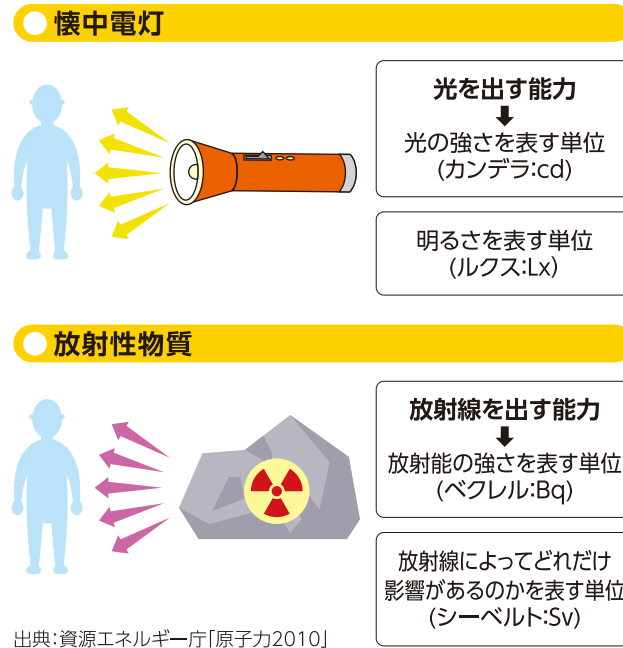 懐中電灯
光を出す能力
光の強さを表す単位
(カンデラ:cd)
明るさを表す単位
(ルクス:Lx)
放射性物質
放射線を出す能力
放射能の強さを表す単位
(ベクレル:Bq)
放射線によってどれだけ
影響があるのかを表す単位
(シーベルト:Sv)
出典:資源エネルギー庁「原子力2010」